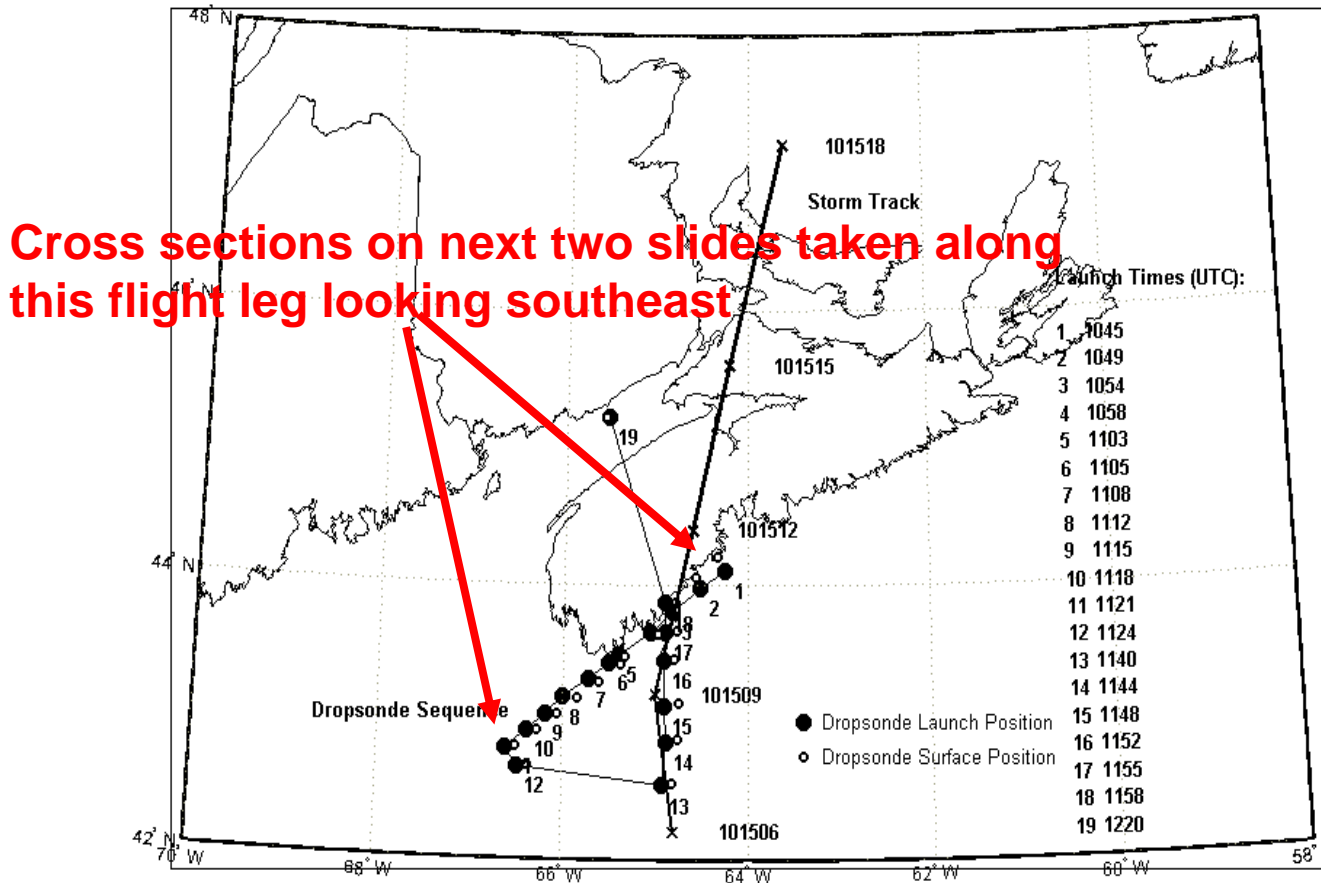 48° N
101518
Storm Track
Cross sections on next two slides taken along
this flight leg looking southeast
Launch Times (UTC):
1 1045
2 1049
3 1054
4 1058
5 1103
6 1105
7 1108
8 1112
9 1115
10 1118
11 1121
12 1124
13 1140
14 1144
15 1148
16 1152
17 1155
18 1158
19 1220
101515
19
101512
44° N
1
2
17
5
6
16
7
101509
8
Dropsonde Sequence
9
15
10
14
12
13
Dropsonde Launch Position
Dropsonde Surface Position
101506
42° N
70° W
68° W
66° W
64° W
62° W
60° W
58°